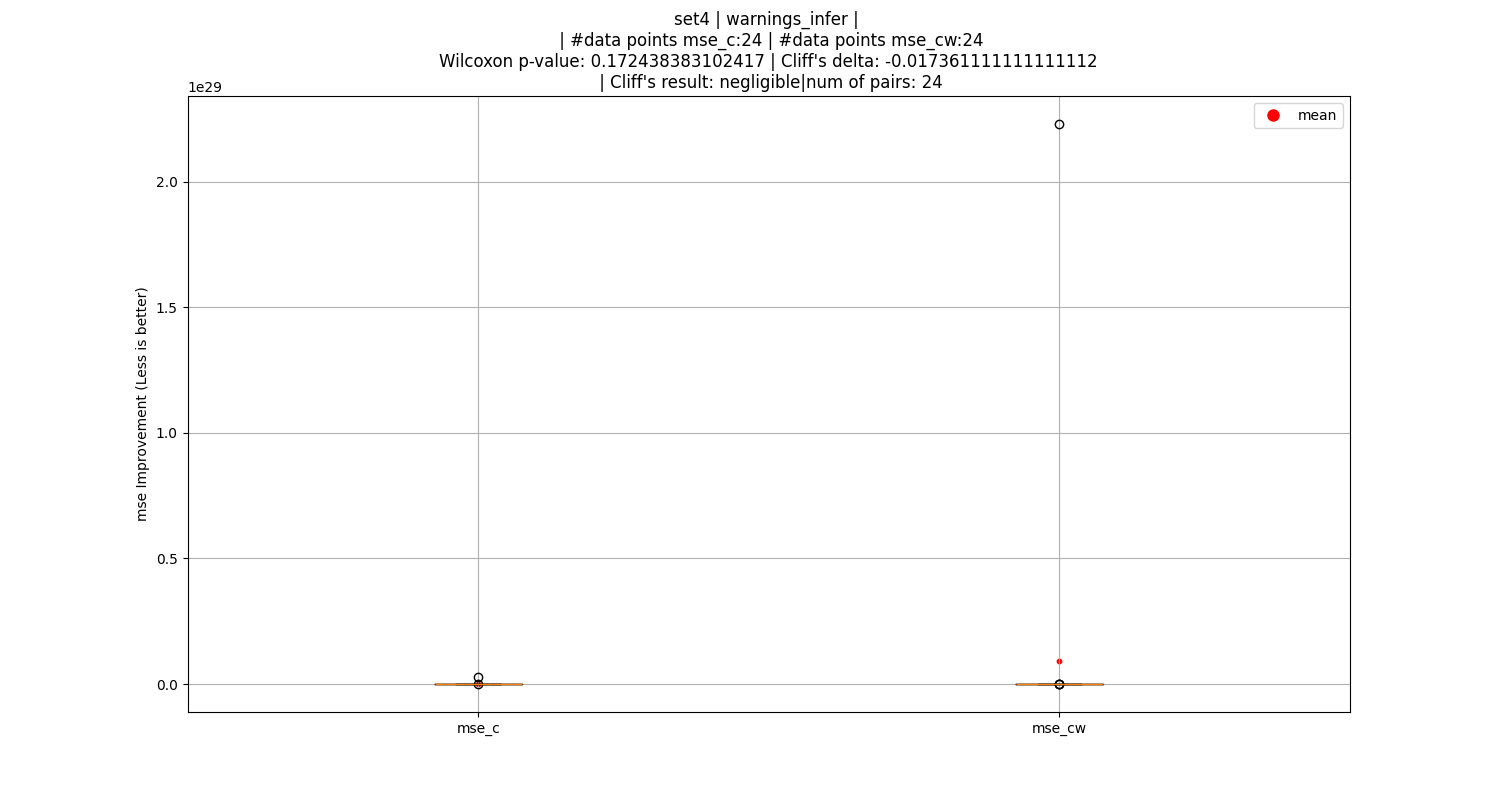 set4 | warnings_infer |
| #data points mse_c:24 | #data points mse_cw:24
Wilcoxon p-value: 0.172438383102417 | Cliff's delta: -0.017361111111111112
| Cliff's result: negligible|num of pairs: 24
1e29
mean
2.0
1.5
1.0
0.5
0.0
mse Improvement (Less is better)
mse_c
mse_cw